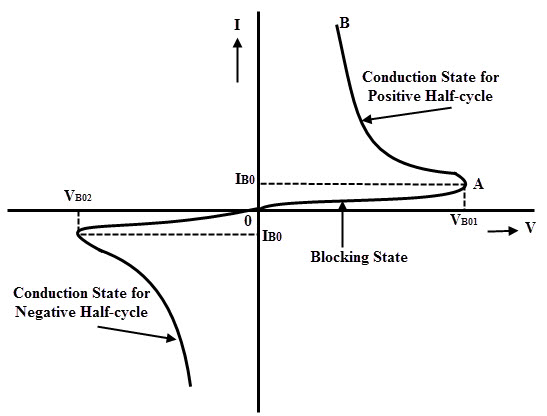 I
B
Conduction State for
Positive Half-cycle
IB0
A
VB02
0
VB01
V
IB0
Blocking State
Conduction State for
Negative Half-cycle